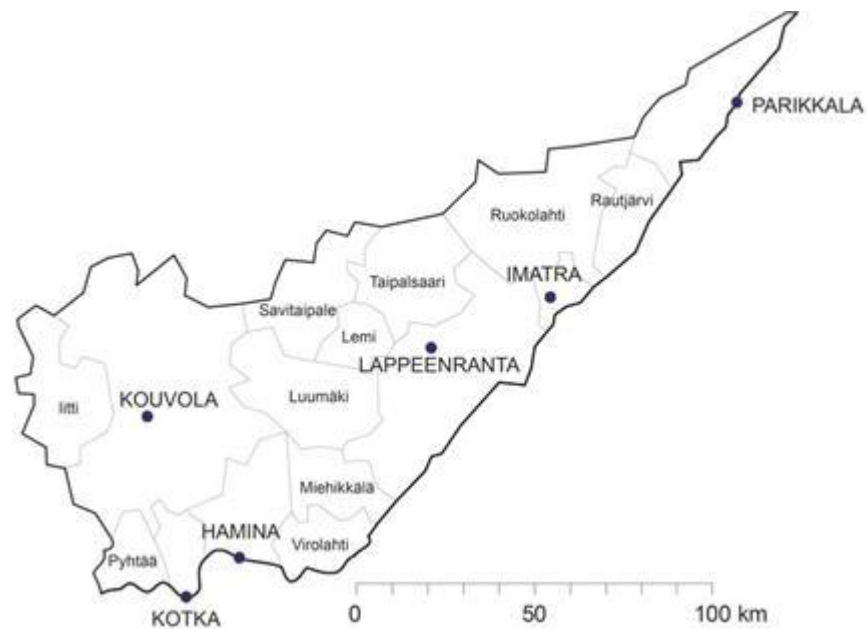 PARIKKALA
Rautjärvi
Ruokolahti
IMATRA
Taipalsaari
Savitaipale
Lemi
LAPPEENRANTA
Luumäki
KOUVOLA
Iitti
Miehikkälä
HAMINA
Virolahti
Pyhtää
KOTKA
0 50 100 km